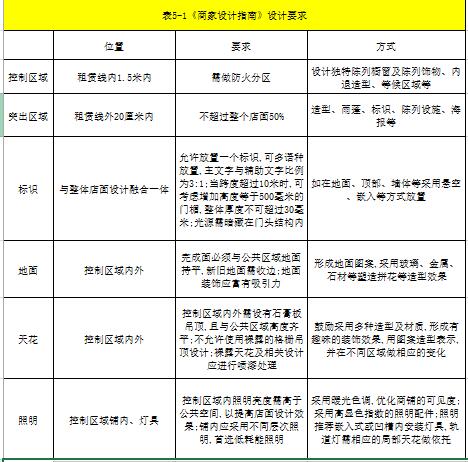 表5-1《商家设计指南》设计要求
位置
要求
方式
控制区域
租赁线内1.5米内
需做防火分区
设计独特陈列橱窗及陈列饰物、内
退造型、等候区域等
突出区域
租赁线外20厘米内
不超过整个店面50%
造型、雨蓬、标识、陈列设施、海
报等
标识
与整体店面设计融合一体
允许放置一个标识,可多语种
放置,主文字与辅助文字比例
为3:1;当跨度超过10米时,可
考虑增加高度等于500毫米的
门楣,整体厚度不可超过30毫
米;光源需暗藏在门头结构内
如在地面、顶部、墙体等采用悬空
、嵌入等方式放置
地面
控制区域内外
完成面必须与公共区域地面
持平,新旧地面需收边;地面
装饰应富有吸引力
形成地面图案,采用玻璃、金属、
石材等塑造拼花等造型效果
天花
控制区域内外
控制区域内外需设有石膏板
吊顶,且与公共区域高度齐
平;不允许使用裸露的格栅吊
顶设计;裸露天花及相关设计
应进行喷漆处理
鼓励采用多种造型及材质,形成有
趣味的装饰效果,用图案造型表示,
并在不同区域做相应的变化
照明
控制区域铺内、灯具
控制区域内照明亮度需高于
公共空间,以提高店面设计效
果;铺内应采用不同层次照
明,首选低耗能照明
采用暖光色调,优化商铺的可见度;
采用高显色指数的照明配件;照明
推荐嵌入式或凹槽内安装灯具,轨
道灯需相应的局部天花做依托